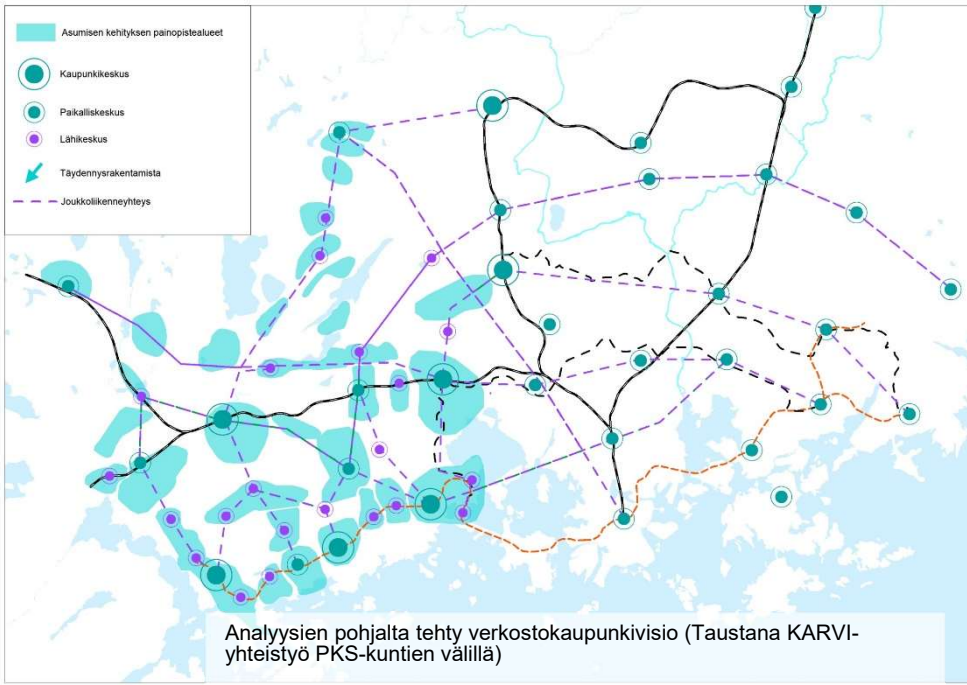 Asumisen kehityksen painopistealueet
Kaupunkikeskus
Paikalliskeskus
Lähikeskus
Täydennysrakentamista
Joukkoliikenneyhteys
Analyysien pohjalta tehty verkostokaupunkivisio (Taustana KARVI-
yhteistyö PKS-kuntien välillä)